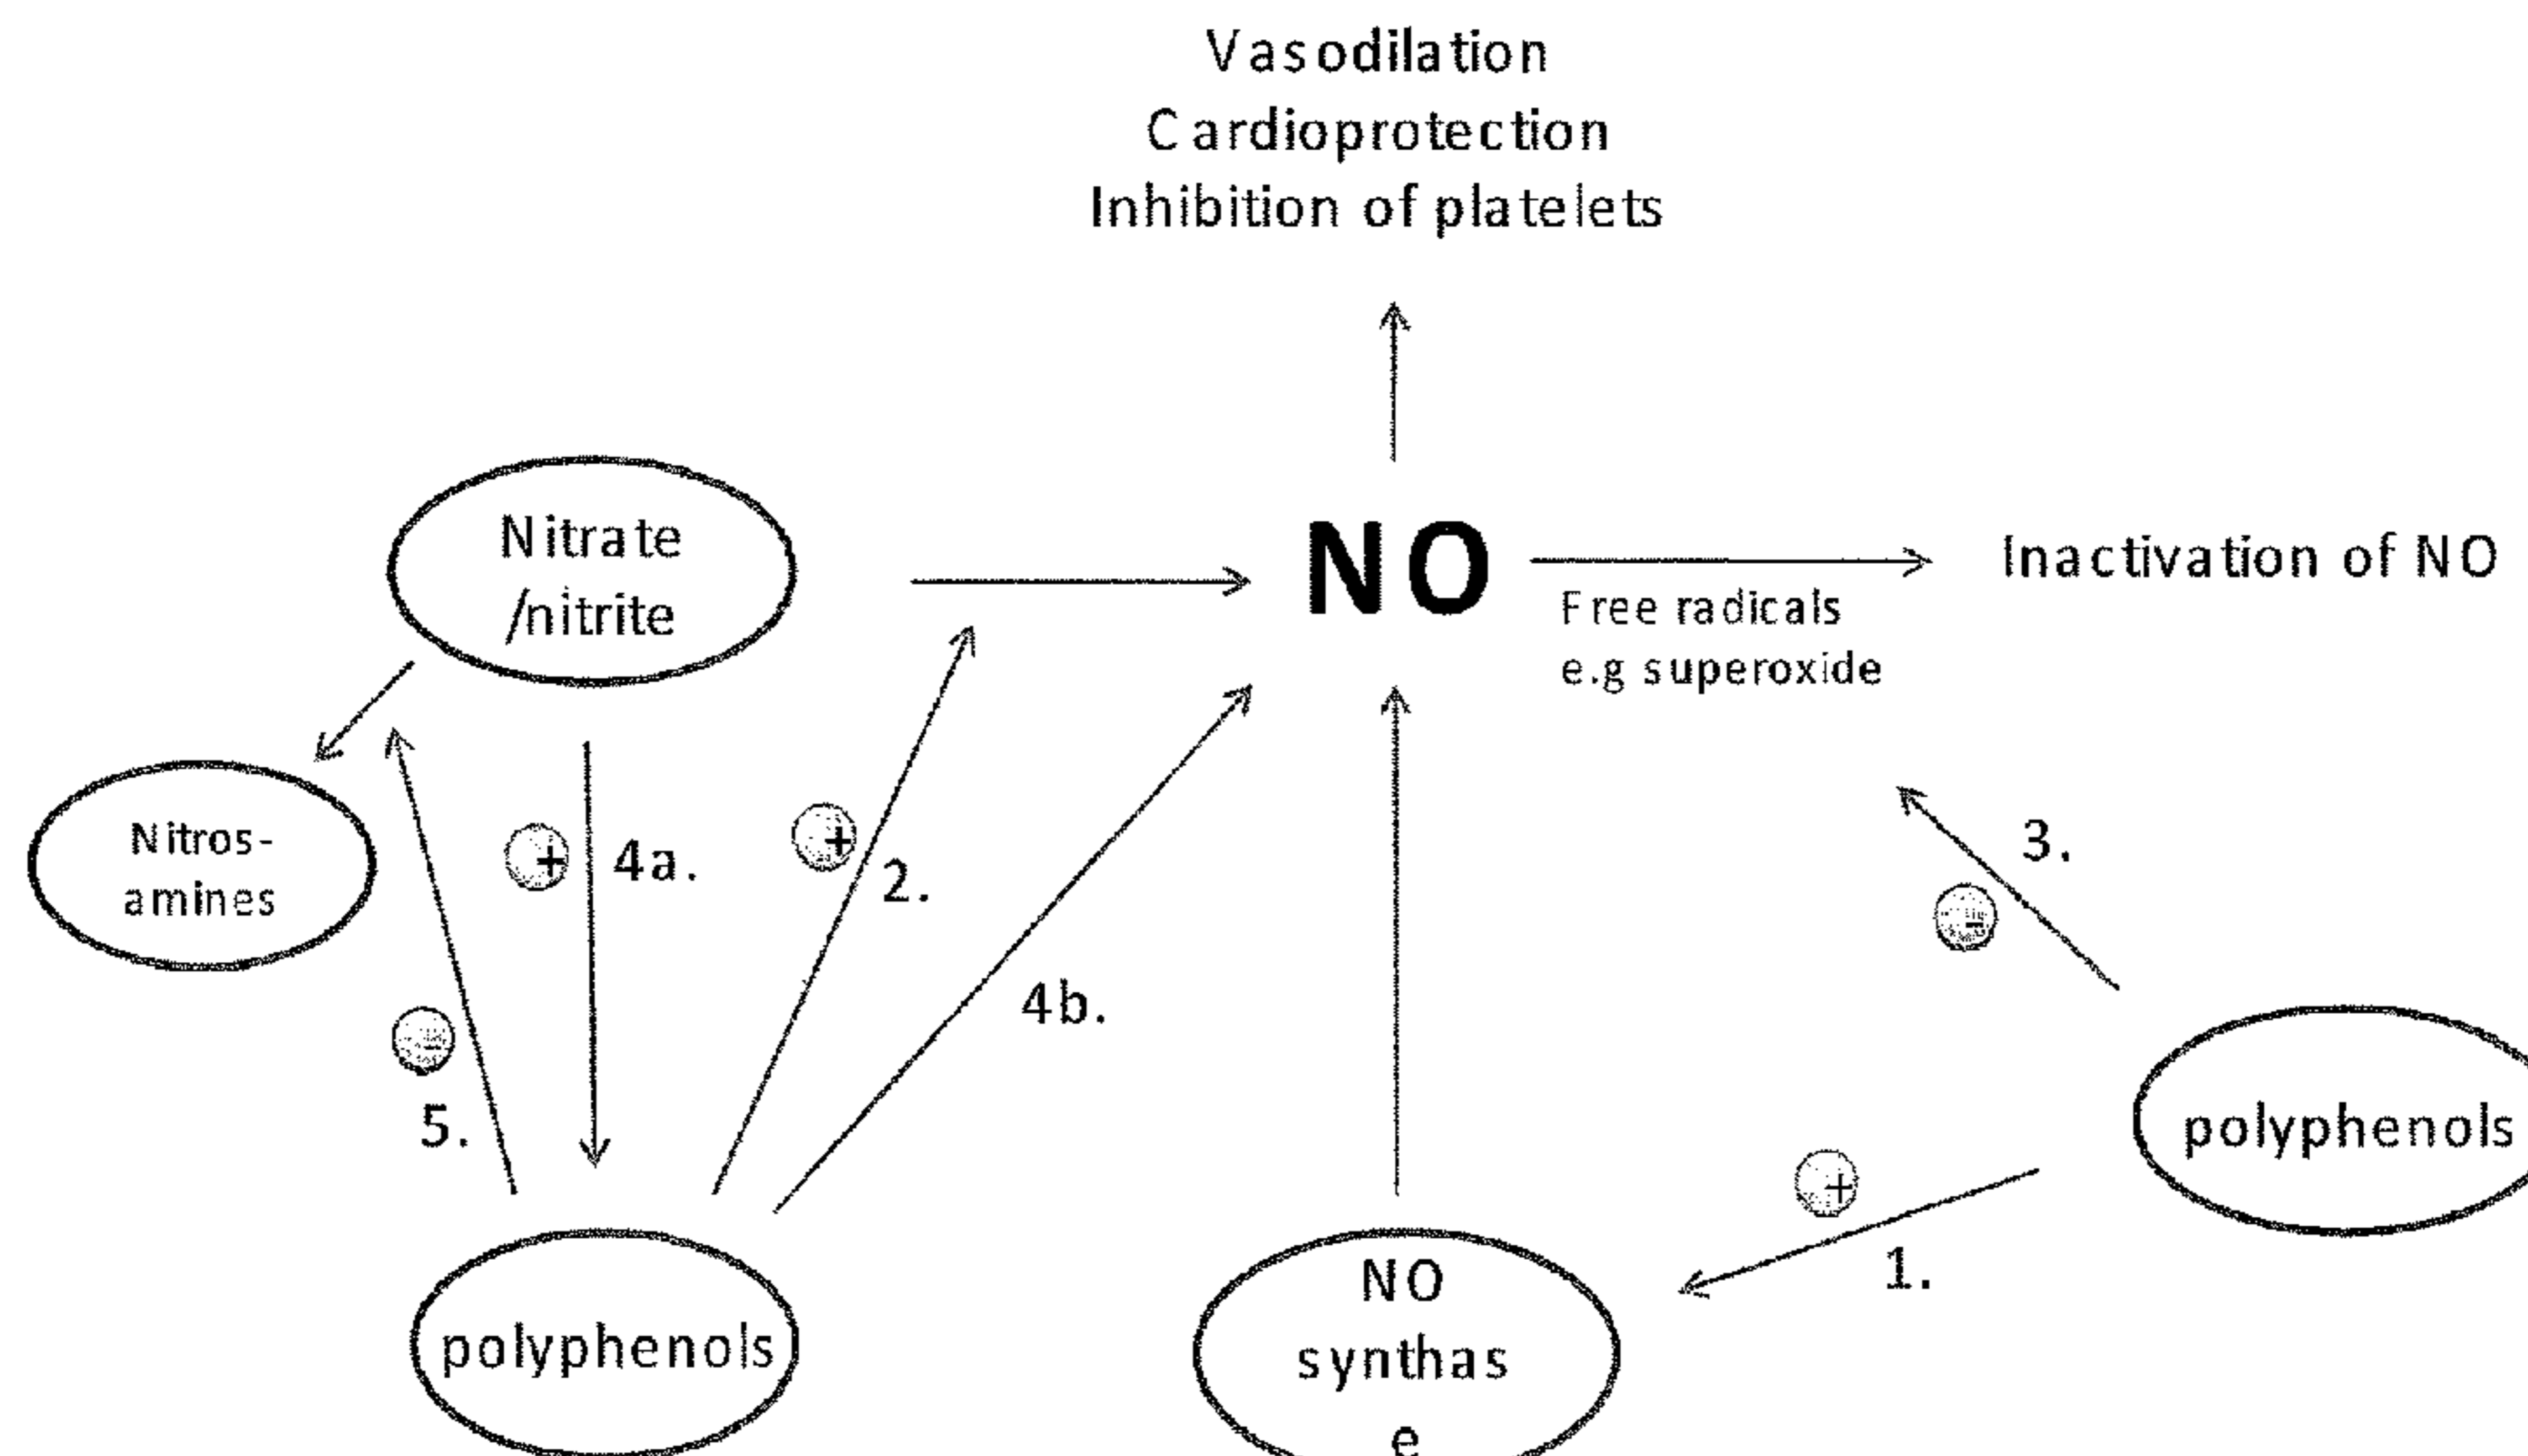 Vasodilation
Cardioprotection
Inhibition of platelets
Nitrate
/nitrite
NO
Inactivation of NO
Free radicals
e.g superoxide
Nitros-
amines
+
4a.
+
2.
3.
-
4b.
-
5.
polyphenols
+
1.
polyphenols
NO
synthas
e